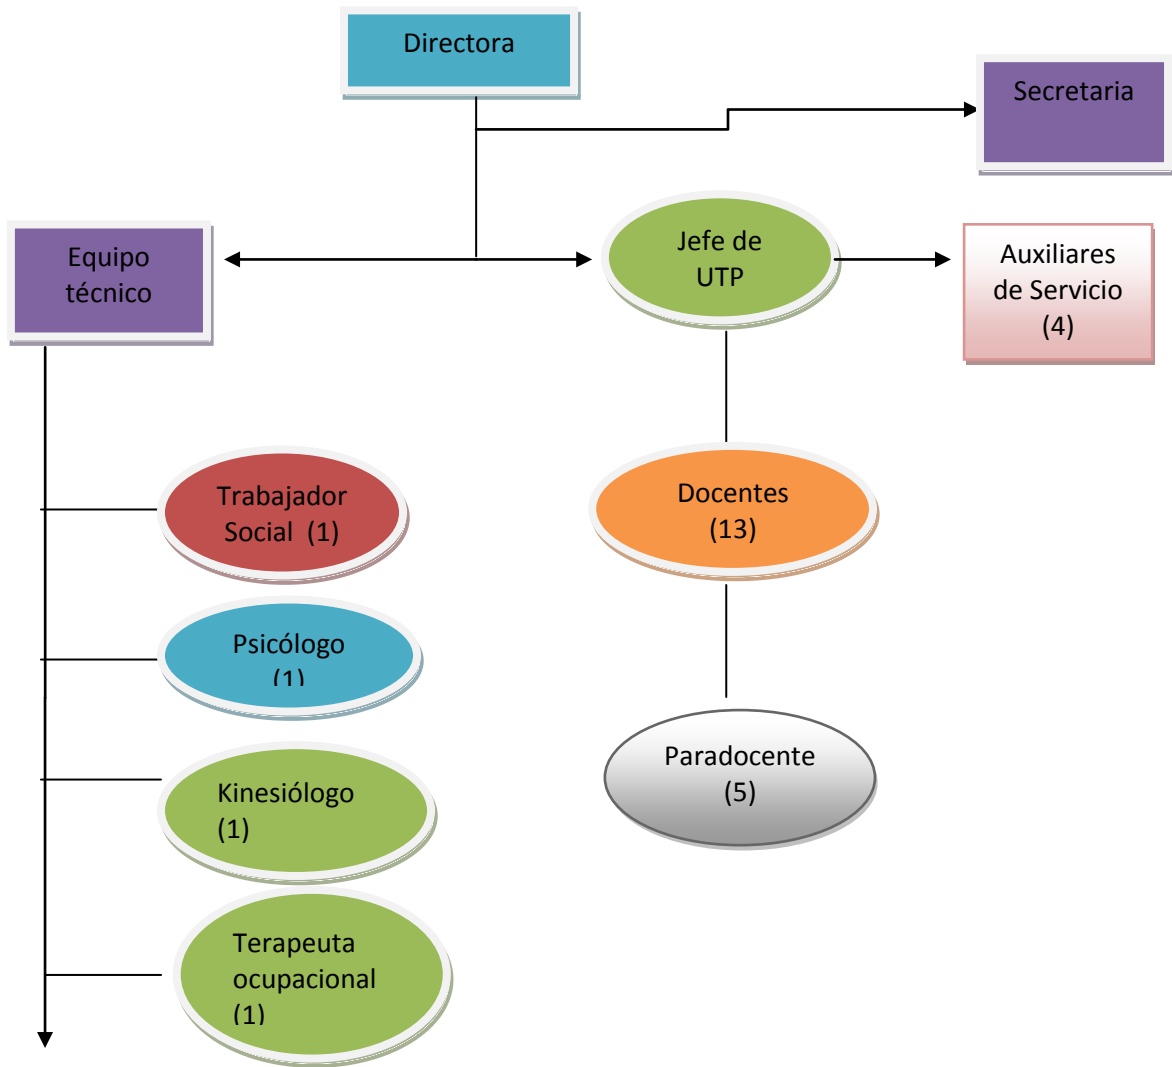 Directora
Secretaria
Equipo
técnico
Jefe de
UTP
Auxiliares
de Servicio
(4)
Trabajador
Social (1)
Docentes
(13)
Psicólogo
(1)
Paradocente
(5)
Kinesiólogo
(1)
Terapeuta
ocupacional
(1)